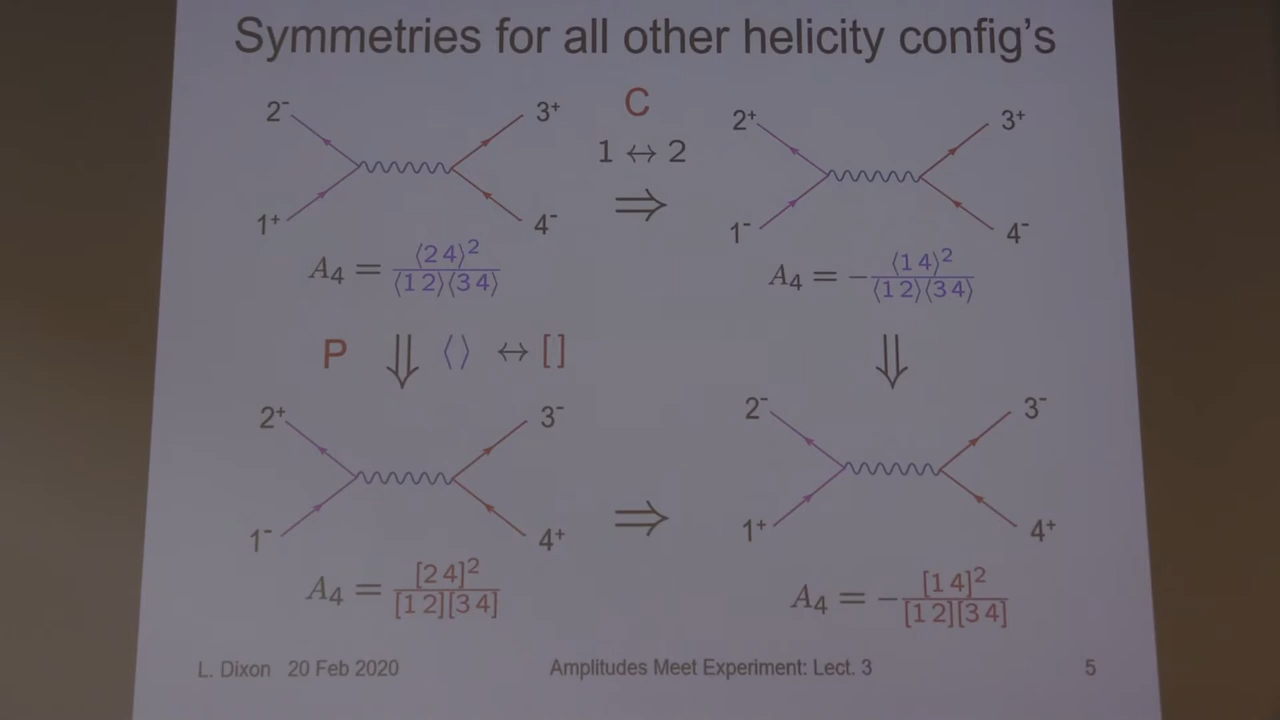 Symmetries for all other helicity config's
2⁻ 3⁺ C 2⁺ 3⁺
1 ↔ 2
1⁺ 4⁻ ⇒ 1⁻ 4⁻
A₄ = ⟨2 4⟩² / ⟨1 2⟩⟨3 4⟩ A₄ = −⟨1 4⟩² / ⟨1 2⟩⟨3 4⟩
P ⇓ ⟨⟩ ↔ [] ⇓
2⁺ 3⁻ 2⁻ 3⁻
1⁻ 4⁺ ⇒ 1⁺ 4⁺
A₄ = [2 4]² / [1 2][3 4] A₄ = −[1 4]² / [1 2][3 4]
L. Dixon 20 Feb 2020 Amplitudes Meet Experiment: Lect. 3 5